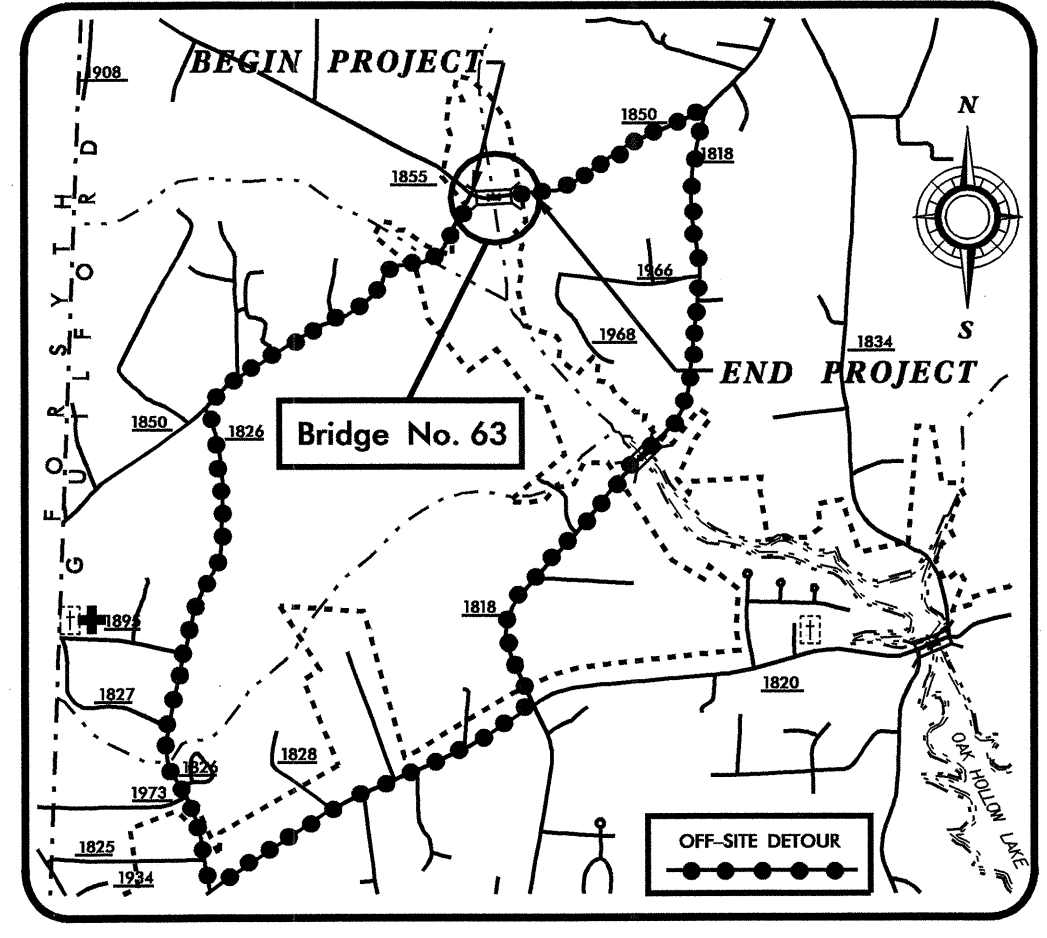 BEGIN PROJECT
908
1850
N
1818
1855
FORSYTH
GUILFORD
1966
S
1968
1834
END PROJECT
1850
1826
Bridge No. 63
1818
1895
1827
1820
1828
1826
1973
OAK HOLLOW LAKE
OFF-SITE DETOUR
1825
1934